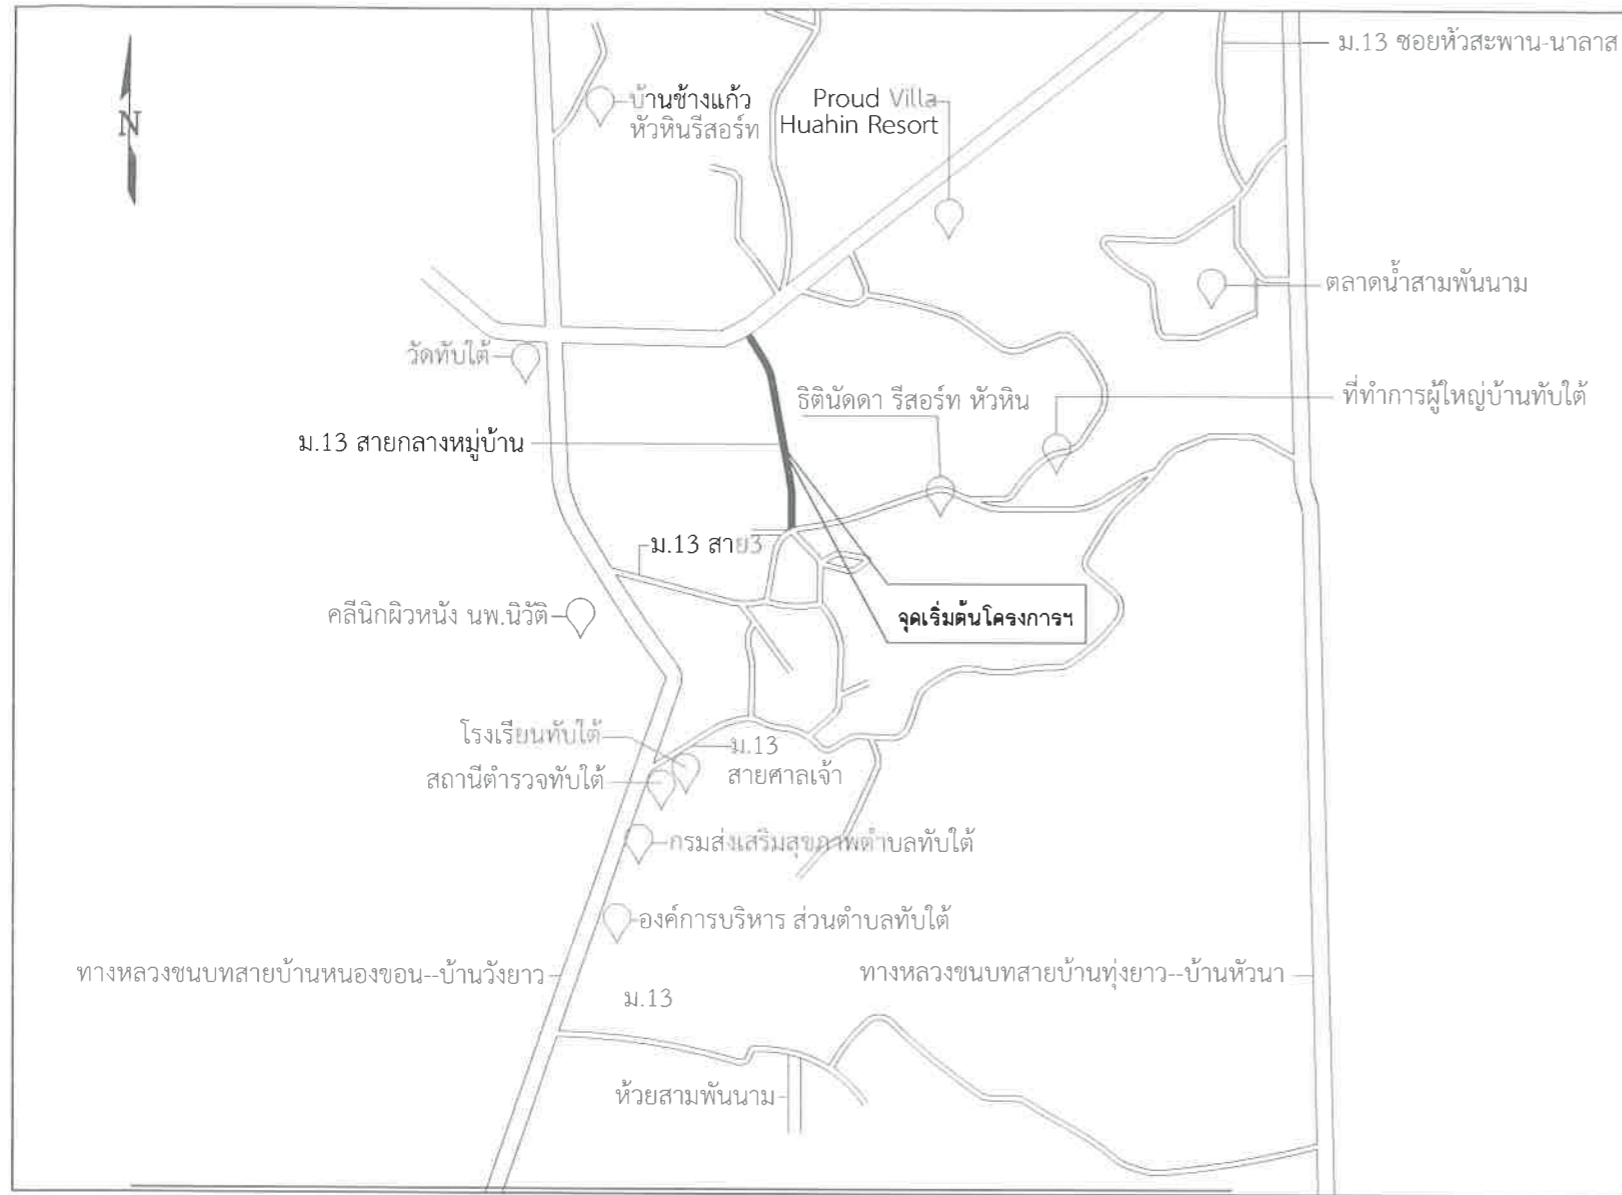 ม.13 ซอยหัวสะพาน-นาลาส
N
บ้านช้างแก้ว
หัวหินรีสอร์ท
Proud Villa
Huahin Resort
ตลาดน้ำสามพันนาม
วัดทับใต้
ธิตินัดดา รีสอร์ท หัวหิน
ที่ทำการผู้ใหญ่บ้านทับใต้
ม.13 สายกลางหมู่บ้าน
ม.13 สาย3
คลีนิกผิวหนัง นพ.นิวัติ
จุดเริ่มต้นโครงการฯ
โรงเรียนทับใต้
ม.13
สายศาลเจ้า
สถานีตำรวจทับใต้
กรมส่งเสริมสุขภาพตำบลทับใต้
องค์การบริหาร ส่วนตำบลทับใต้
ทางหลวงชนบทสายบ้านหนองขอน--บ้านวังยาว
ทางหลวงชนบทสายบ้านทุ่งยาว--บ้านหัวนา
ม.13
ห้วยสามพันนาม